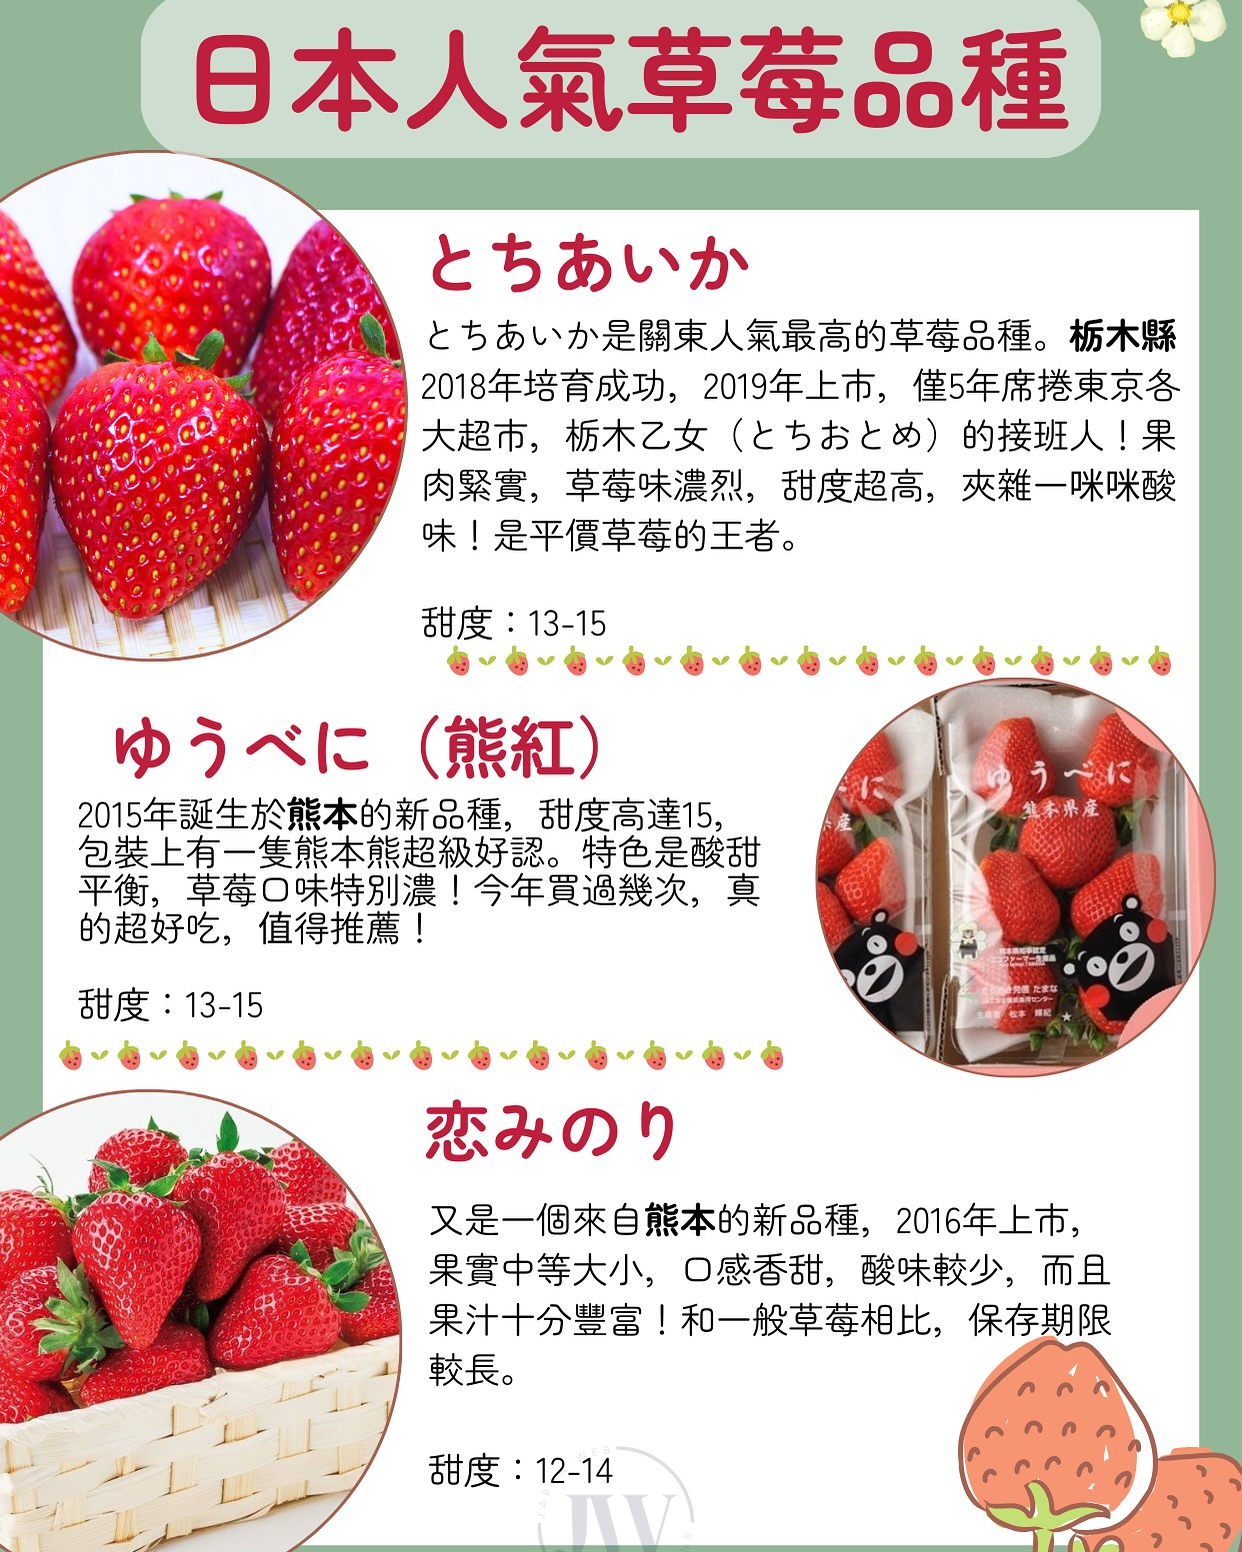 日本人氣草莓品種
とちあいか
とちあいか是關東人氣最高的草莓品種。栃木縣
2018年培育成功，2019年上市，僅5年席捲東京各
大超市，栃木乙女（とちおとめ）的接班人！果
肉緊實，草莓味濃烈，甜度超高，夾雜一咪咪酸
味！是平價草莓的王者。
甜度：13-15
ゆうべに（熊紅）
2015年誕生於熊本的新品種，甜度高達15，
包裝上有一隻熊本熊超級好認。特色是酸甜
平衡，草莓口味特別濃！今年買過幾次，真
的超好吃，值得推薦！
甜度：13-15
ゆうべに
熊本県産
恋みのり
又是一個來自熊本的新品種，2016年上市，
果實中等大小，口感香甜，酸味較少，而且
果汁十分豐富！和一般草莓相比，保存期限
較長。
甜度：12-14
JW